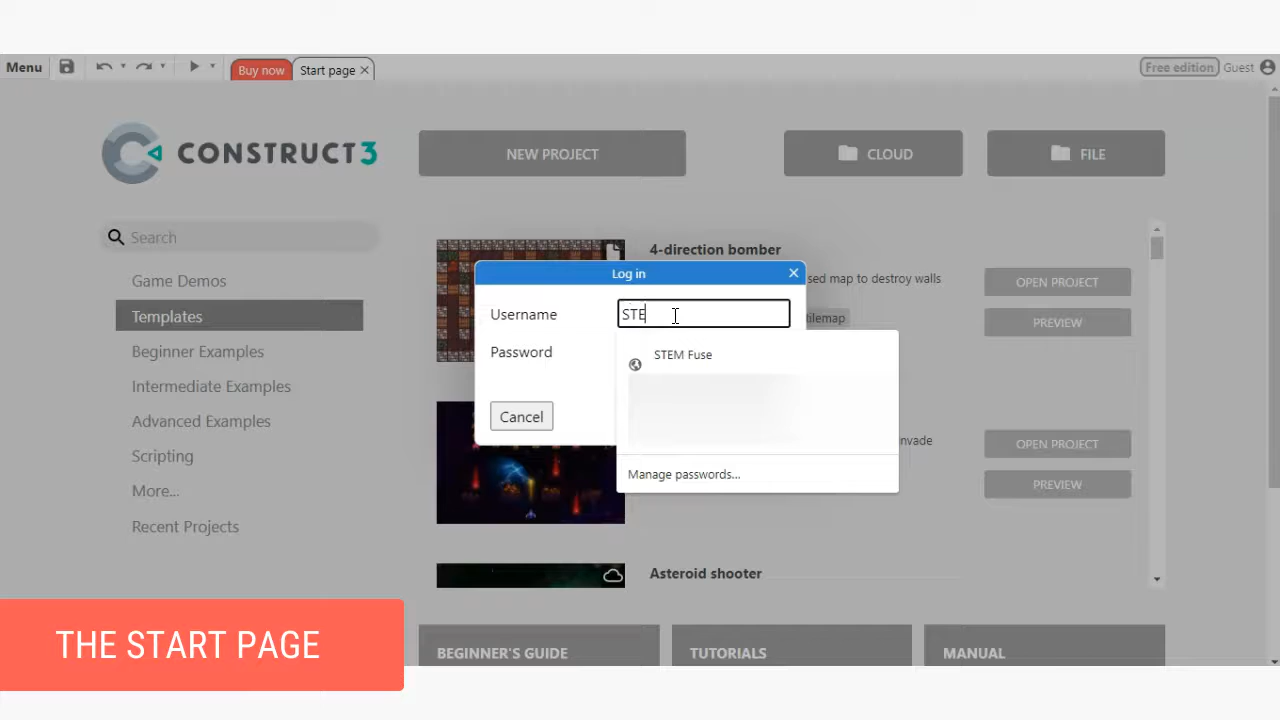 Menu
Buy now
Start page
Free edition
Guest
CONSTRUCT 3
NEW PROJECT
CLOUD
FILE
Search
Game Demos
Templates
Beginner Examples
Intermediate Examples
Advanced Examples
Scripting
More...
Recent Projects
4-direction bomber
sed map to destroy walls
tilemap
OPEN PROJECT
PREVIEW
Log in
Username
STE
Password
Cancel
STEM Fuse
Manage passwords...
nvade
OPEN PROJECT
PREVIEW
Asteroid shooter
BEGINNER'S GUIDE
TUTORIALS
MANUAL
THE START PAGE